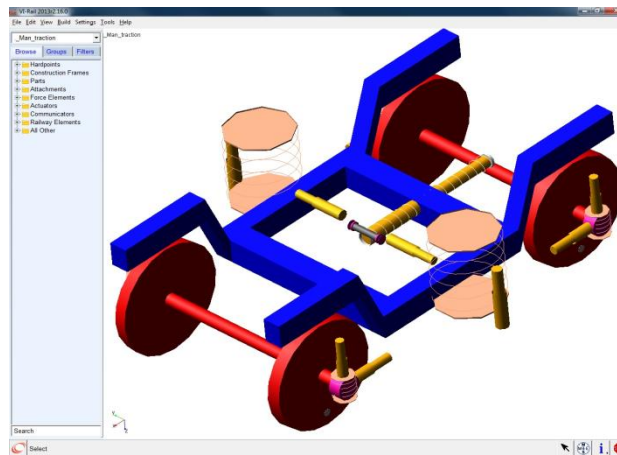 VI-Rail 2013r2.16.0
File Edit View Build Settings Tools Help
_Man_traction
_Man_traction
Browse Groups Filters
Hardpoints
Construction Frames
Parts
Attachments
Force Elements
Actuators
Communicators
Railway Elements
All Other
Search
Select